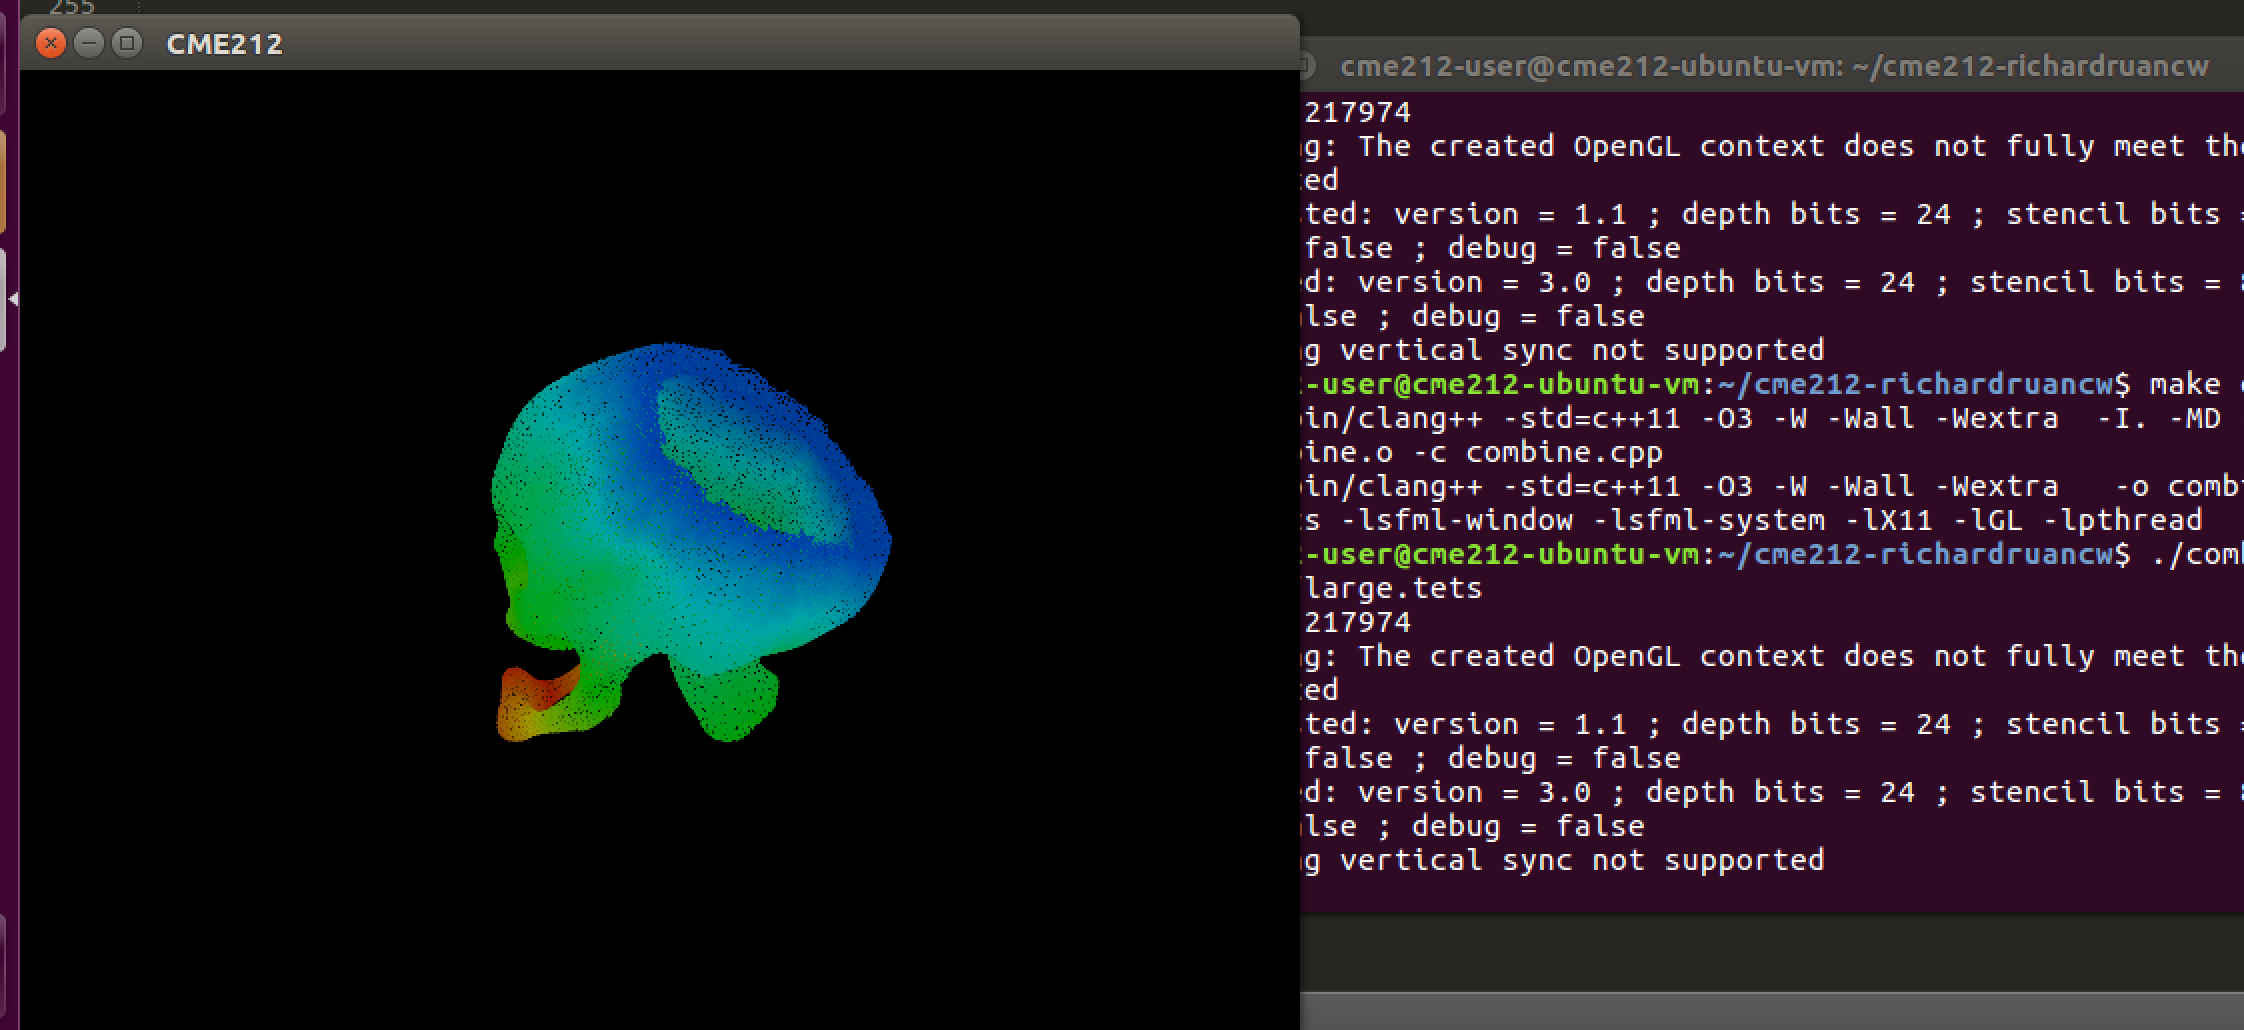 255
CME212
cme212-user@cme212-ubuntu-vm: ~/cme212-richardruancw
217974
g: The created OpenGL context does not fully meet the
ed
ted: version = 1.1 ; depth bits = 24 ; stencil bits =
false ; debug = false
d: version = 3.0 ; depth bits = 24 ; stencil bits =
lse ; debug = false
g vertical sync not supported
-user@cme212-ubuntu-vm:~/cme212-richardruancw$ make
in/clang++ -std=c++11 -O3 -W -Wall -Wextra  -I. -MD
ine.o -c combine.cpp
in/clang++ -std=c++11 -O3 -W -Wall -Wextra   -o comb
s -lsfml-window -lsfml-system -lX11 -lGL -lpthread
-user@cme212-ubuntu-vm:~/cme212-richardruancw$ ./com
large.tets
217974
g: The created OpenGL context does not fully meet the
ed
ted: version = 1.1 ; depth bits = 24 ; stencil bits =
false ; debug = false
d: version = 3.0 ; depth bits = 24 ; stencil bits =
lse ; debug = false
g vertical sync not supported